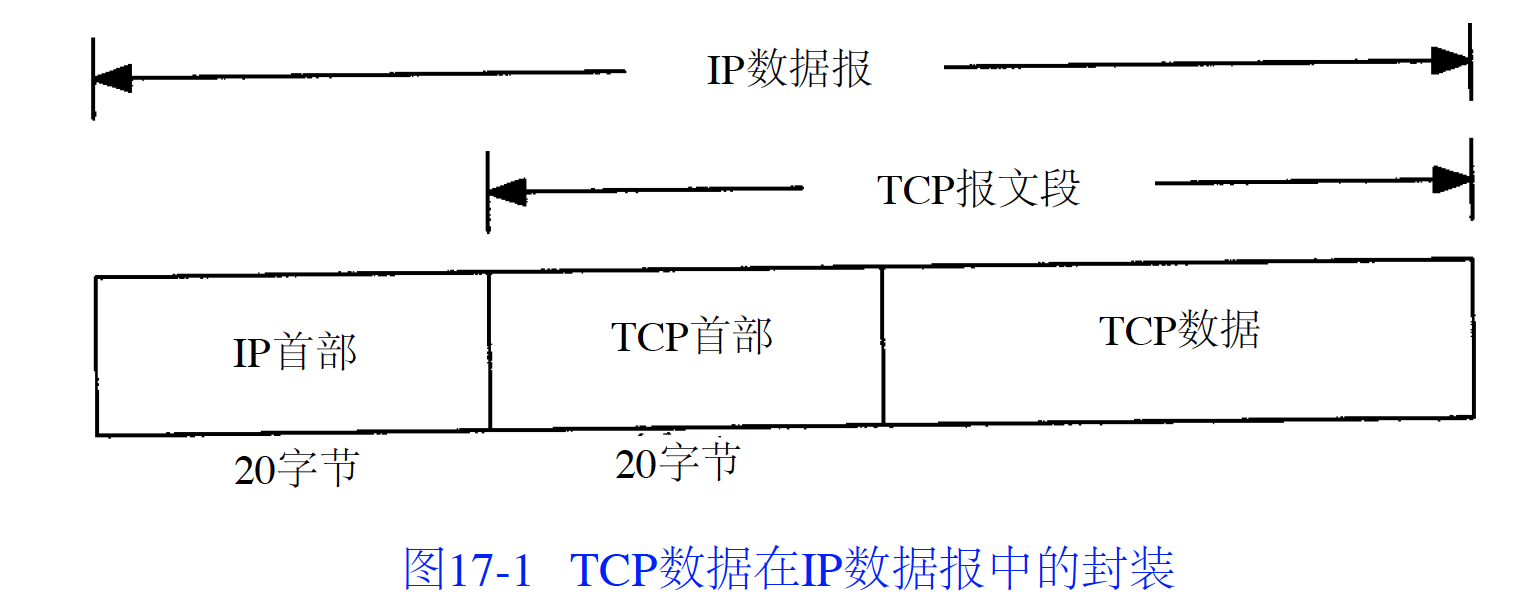 IP数据报
TCP报文段
IP首部
TCP首部
TCP数据
20字节
20字节
图17-1 TCP数据在IP数据报中的封装